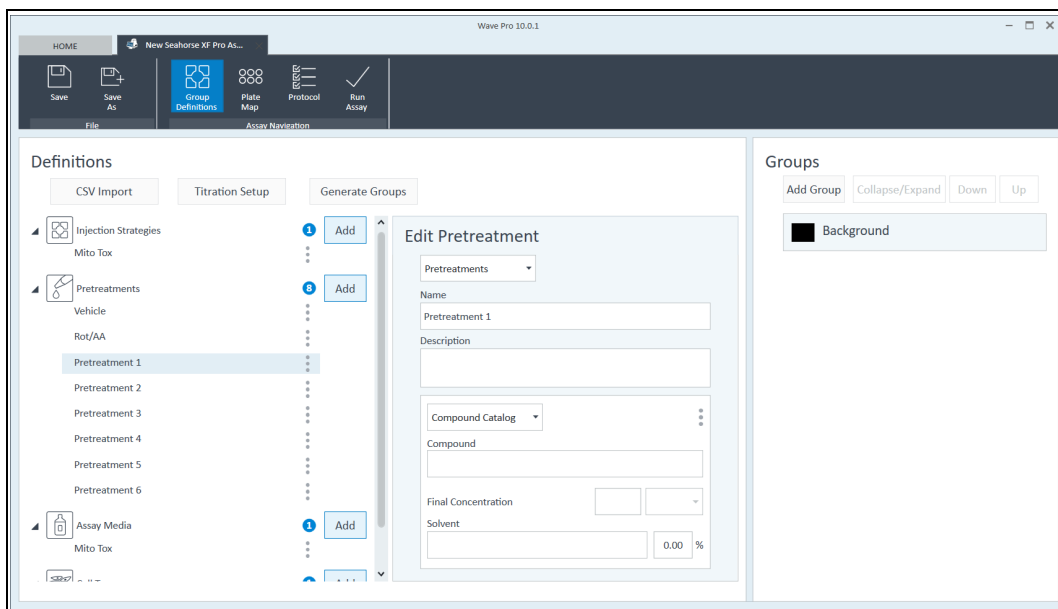 Wave Pro 10.0.1
HOME
New Seahorse XF Pro As...
Save
Save As
Group Definitions
Plate Map
Protocol
Run Assay
File
Assay Navigation
Definitions
CSV Import
Titration Setup
Generate Groups
Injection Strategies
1
Add
Mito Tox
Pretreatments
8
Add
Vehicle
Rot/AA
Pretreatment 1
Pretreatment 2
Pretreatment 3
Pretreatment 4
Pretreatment 5
Pretreatment 6
Assay Media
1
Add
Mito Tox
Edit Pretreatment
Pretreatments
Name
Pretreatment 1
Description
Compound Catalog
Compound
Final Concentration
Solvent
0.00 %
Groups
Add Group
Collapse/Expand
Down
Up
Background